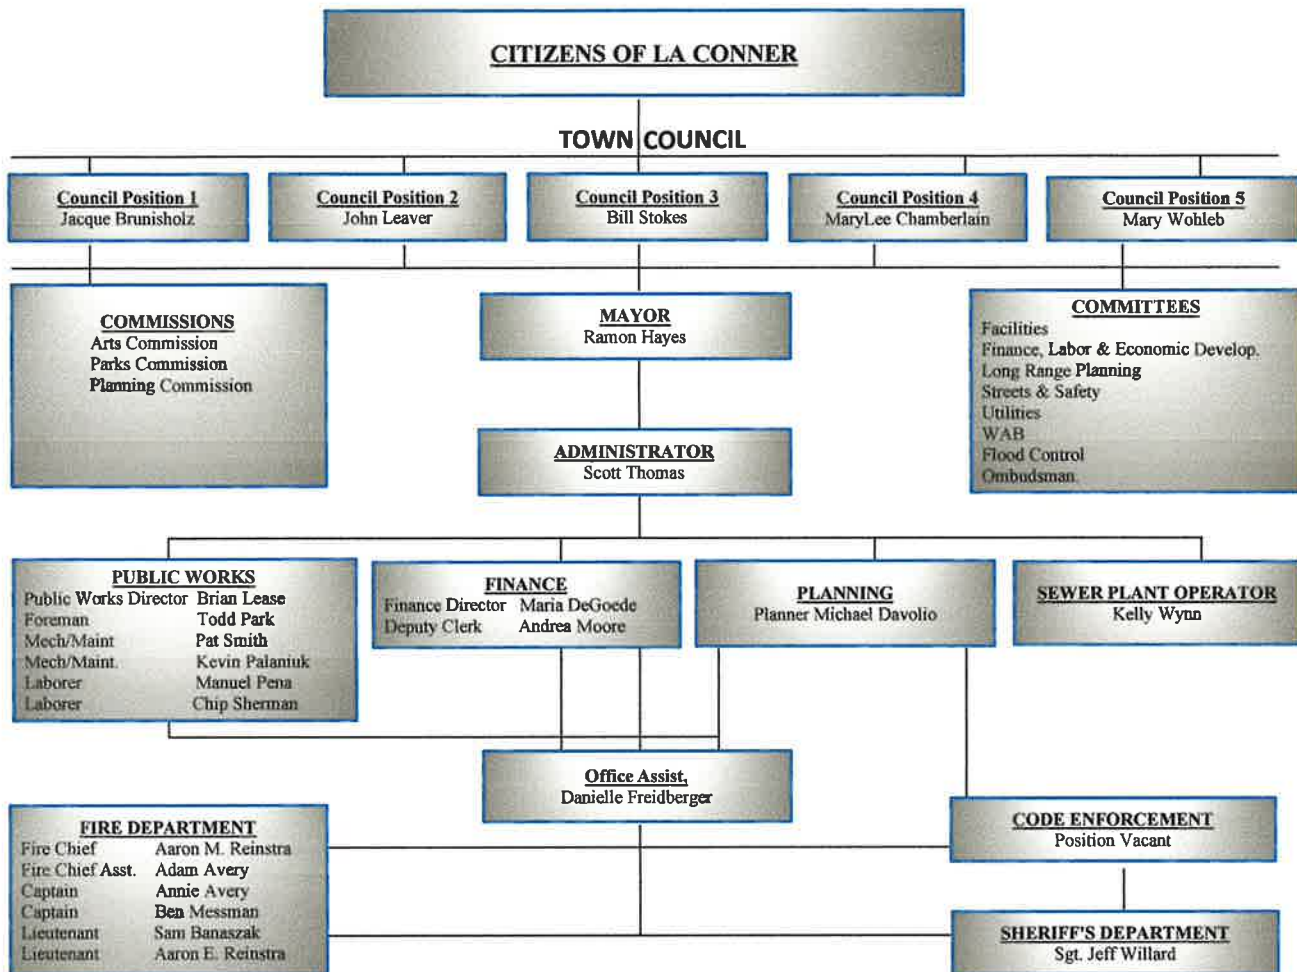 CITIZENS OF LA CONNER
TOWN COUNCIL
Council Position 1
Jacque Brunisholz
Council Position 2
John Leaver
Council Position 3
Bill Stokes
Council Position 4
MaryLee Chamberlain
Council Position 5
Mary Wohleb
COMMISSIONS
Arts Commission
Parks Commission
Planning Commission
MAYOR
Ramon Hayes
COMMITTEES
Facilities
Finance, Labor & Economic Develop.
Long Range Planning
Streets & Safety
Utilities
WAB
Flood Control
Ombudsman.
ADMINISTRATOR
Scott Thomas
PUBLIC WORKS
Public Works Director Brian Lease
Foreman Todd Park
Mech/Maint Pat Smith
Mech/Maint. Kevin Palaniuk
Laborer Manuel Pena
Laborer Chip Sherman
FINANCE
Finance Director Maria DeGoede
Deputy Clerk Andrea Moore
PLANNING
Planner Michael Davolio
SEWER PLANT OPERATOR
Kelly Wynn
Office Assist,
Danielle Freidberger
FIRE DEPARTMENT
Fire Chief Aaron M. Reinstra
Fire Chief Asst. Adam Avery
Captain Annie Avery
Captain Ben Messman
Lieutenant Sam Banaszak
Lieutenant Aaron E. Reinstra
CODE ENFORCEMENT
Position Vacant
SHERIFF'S DEPARTMENT
Sgt. Jeff Willard